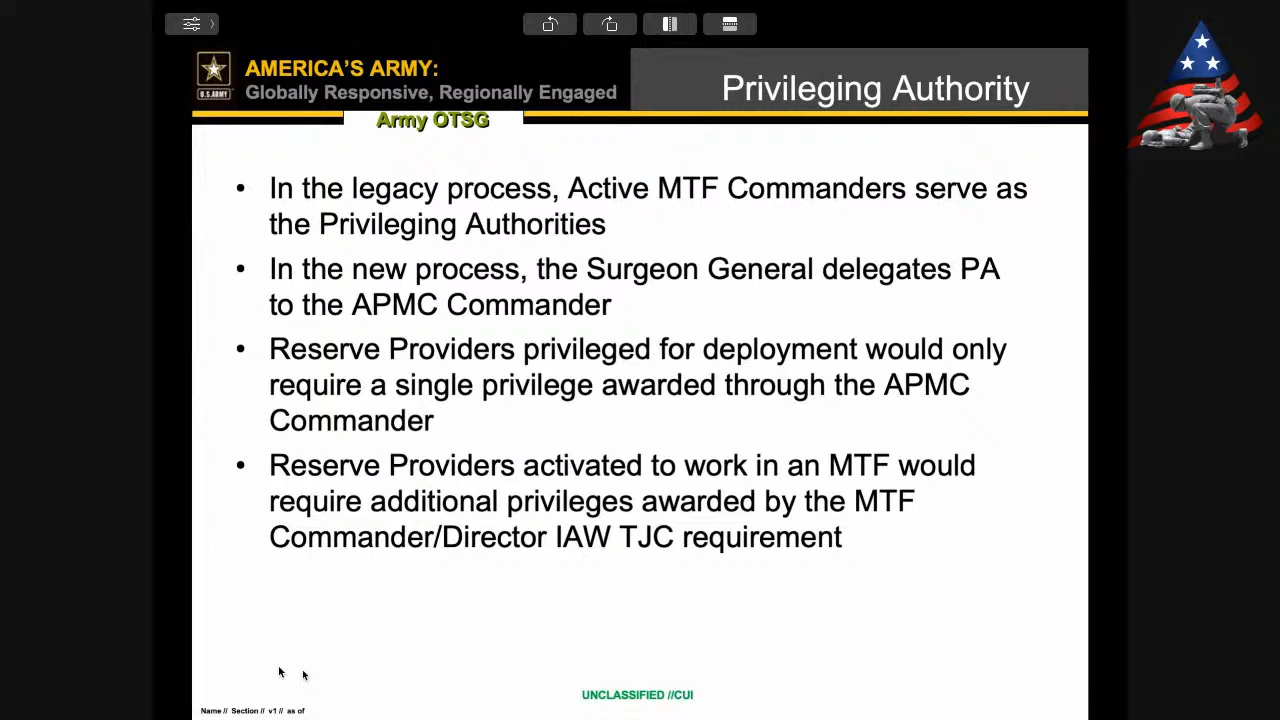 AMERICA'S ARMY:
Globally Responsive, Regionally Engaged
U.S.ARMY
Privileging Authority
Army OTSG
• In the legacy process, Active MTF Commanders serve as
the Privileging Authorities
• In the new process, the Surgeon General delegates PA
to the APMC Commander
• Reserve Providers privileged for deployment would only
require a single privilege awarded through the APMC
Commander
• Reserve Providers activated to work in an MTF would
require additional privileges awarded by the MTF
Commander/Director IAW TJC requirement
UNCLASSIFIED //CUI
Name // Section // v1 // as of